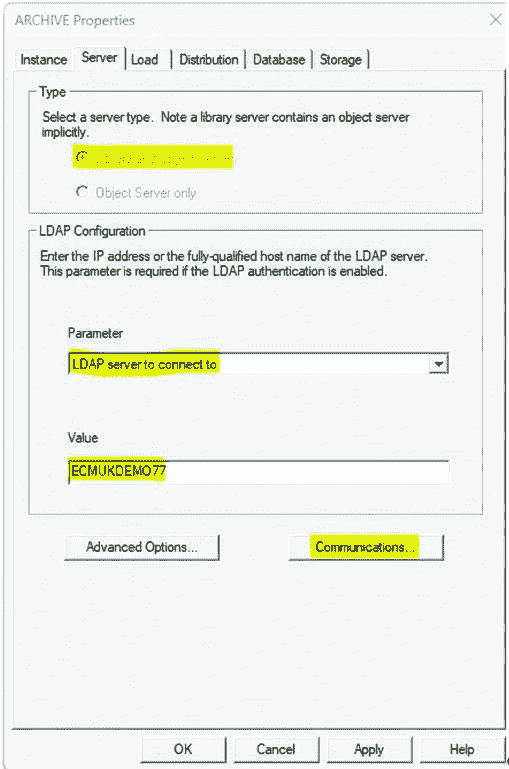 ARCHIVE Properties
Instance Server Load Distribution Database Storage
Type
Select a server type. Note a library server contains an object server
implicitly.
Object Server only
LDAP Configuration
Enter the IP address or the fully-qualified host name of the LDAP server.
This parameter is required if the LDAP authentication is enabled.
Parameter
LDAP server to connect to
Value
ECMUKDEMO77
Advanced Options... Communications...
OK Cancel Apply Help